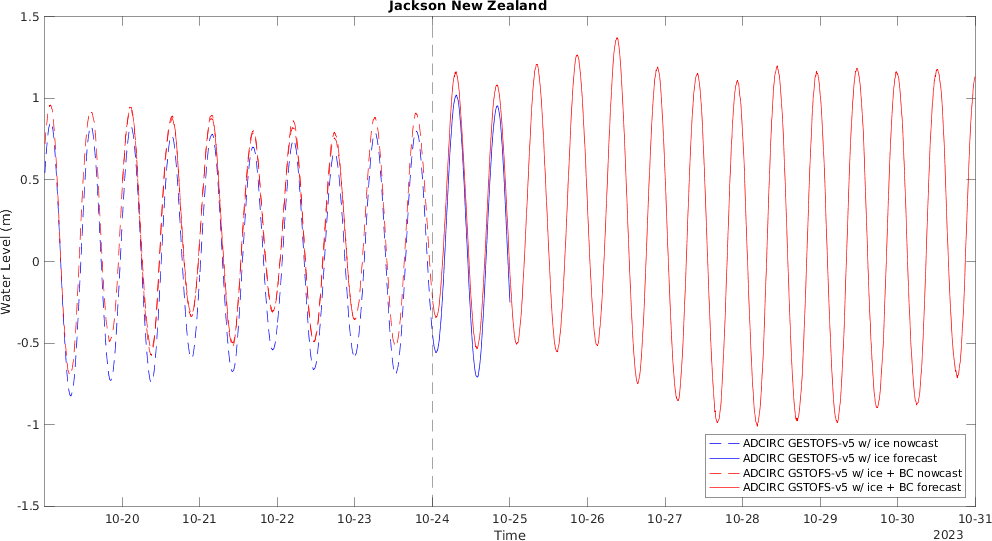 Jackson New Zealand
1.5
1
0.5
0
-0.5
-1
-1.5
Water Level (m)
ADCIRC GESTOFS-v5 w/ ice nowcast
ADCIRC GESTOFS-v5 w/ ice forecast
ADCIRC GSTOFS-v5 w/ ice + BC nowcast
ADCIRC GSTOFS-v5 w/ ice + BC forecast
10-20 10-21 10-22 10-23 10-24 10-25 10-26 10-27 10-28 10-29 10-30 10-31
Time
2023